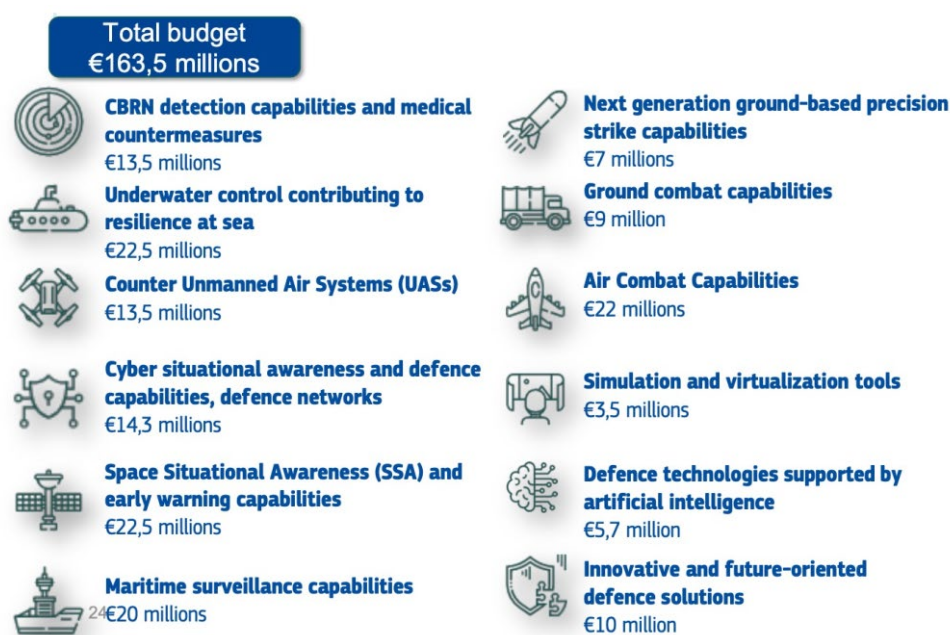 Total budget
€163,5 millions
CBRN detection capabilities and medical
countermeasures
€13,5 millions
Underwater control contributing to
resilience at sea
€22,5 millions
Counter Unmanned Air Systems (UASs)
€13,5 millions
Cyber situational awareness and defence
capabilities, defence networks
€14,3 millions
Space Situational Awareness (SSA) and
early warning capabilities
€22,5 millions
Maritime surveillance capabilities
24
€20 millions
Next generation ground-based precision
strike capabilities
€7 millions
Ground combat capabilities
€9 million
Air Combat Capabilities
€22 millions
Simulation and virtualization tools
€3,5 millions
Defence technologies supported by
artificial intelligence
€5,7 million
Innovative and future-oriented
defence solutions
€10 million